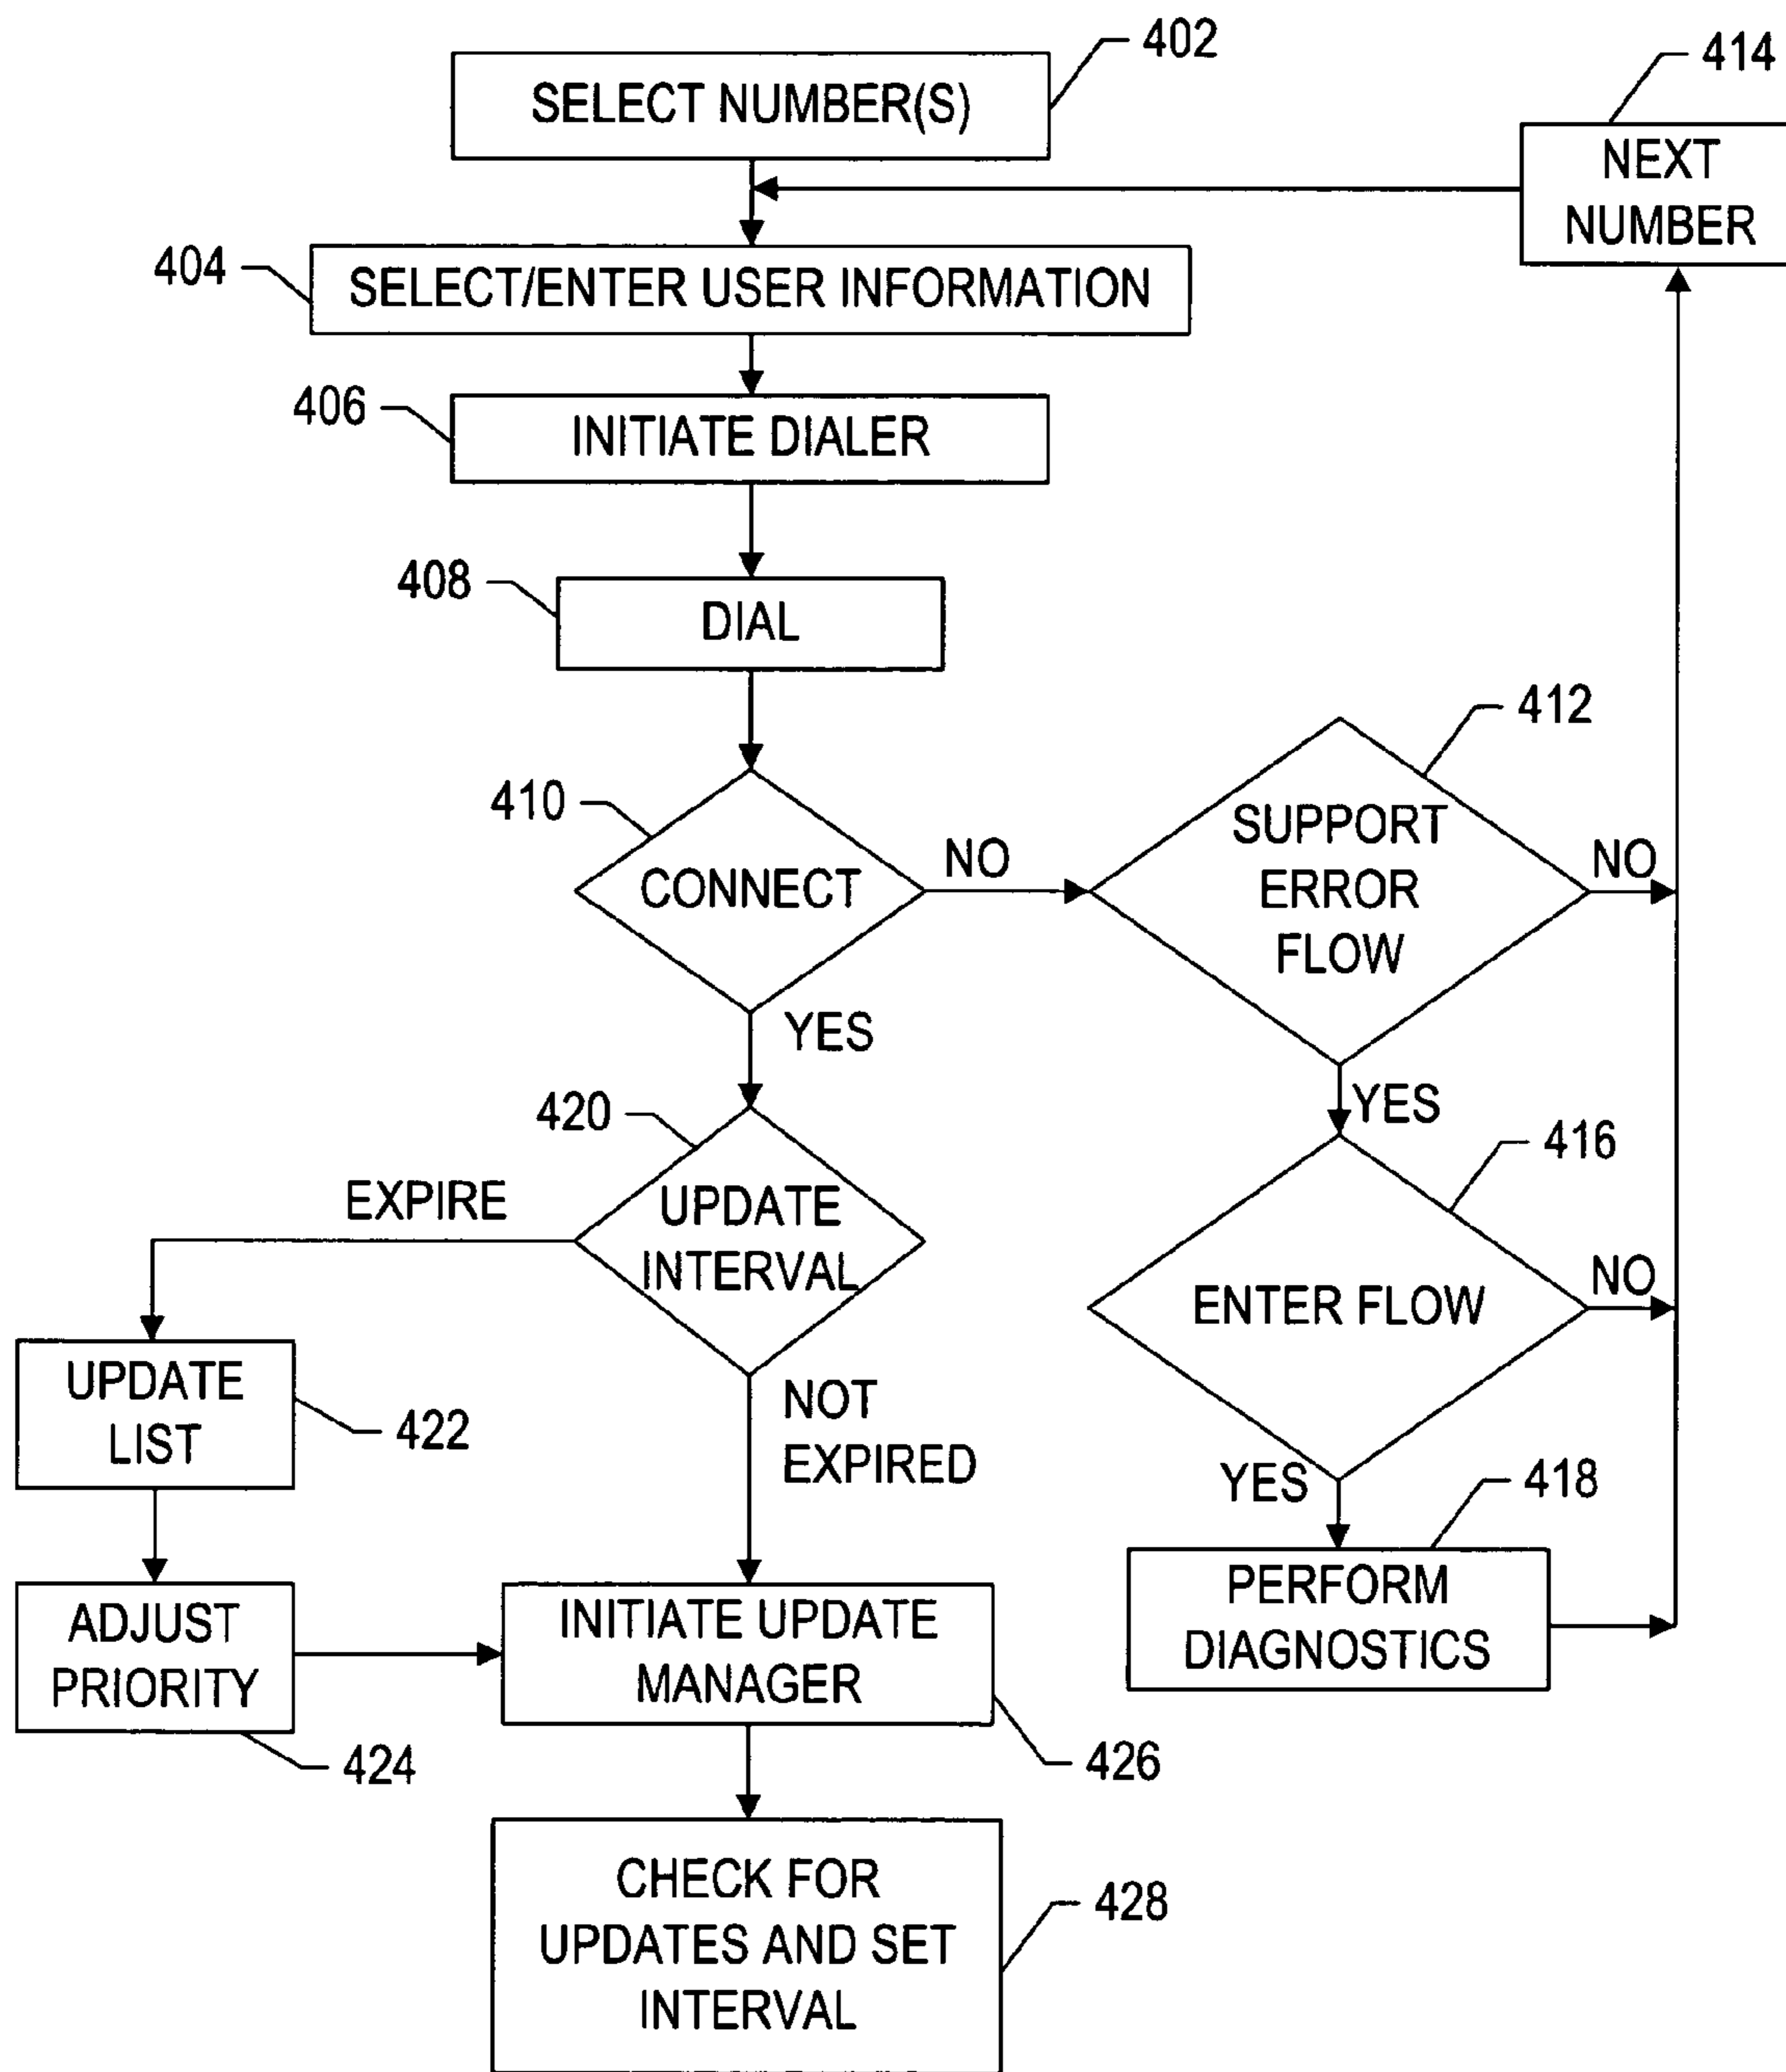 402
SELECT NUMBER(S)
414
NEXT
NUMBER
404
SELECT/ENTER USER INFORMATION
406
INITIATE DIALER
408
DIAL
410
CONNECT
NO
412
SUPPORT
ERROR
FLOW
NO
YES
YES
420
UPDATE
INTERVAL
EXPIRE
416
ENTER FLOW
NO
UPDATE
LIST
422
NOT
EXPIRED
YES
418
PERFORM
DIAGNOSTICS
ADJUST
PRIORITY
424
INITIATE UPDATE
MANAGER
426
CHECK FOR
UPDATES AND SET
INTERVAL
428